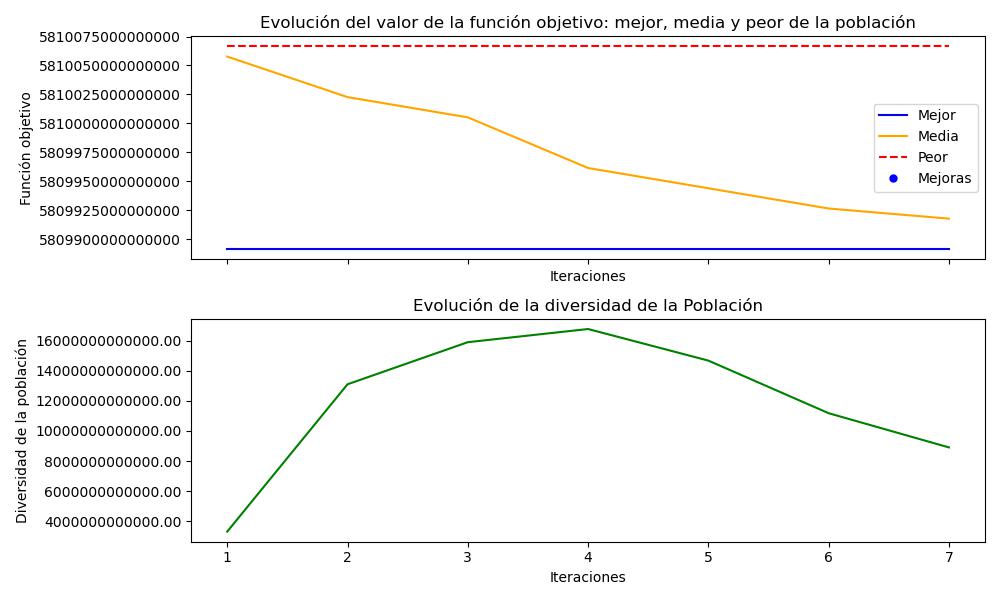 Evolución del valor de la función objetivo: mejor, media y peor de la población
5810075000000000
5810050000000000
5810025000000000
5810000000000000
5809975000000000
5809950000000000
5809925000000000
5809900000000000
Función objetivo
Mejor
Media
Peor
Mejoras
Iteraciones
Evolución de la diversidad de la Población
16000000000000.00
14000000000000.00
12000000000000.00
10000000000000.00
8000000000000.00
6000000000000.00
4000000000000.00
Diversidad de la población
1 2 3 4 5 6 7
Iteraciones